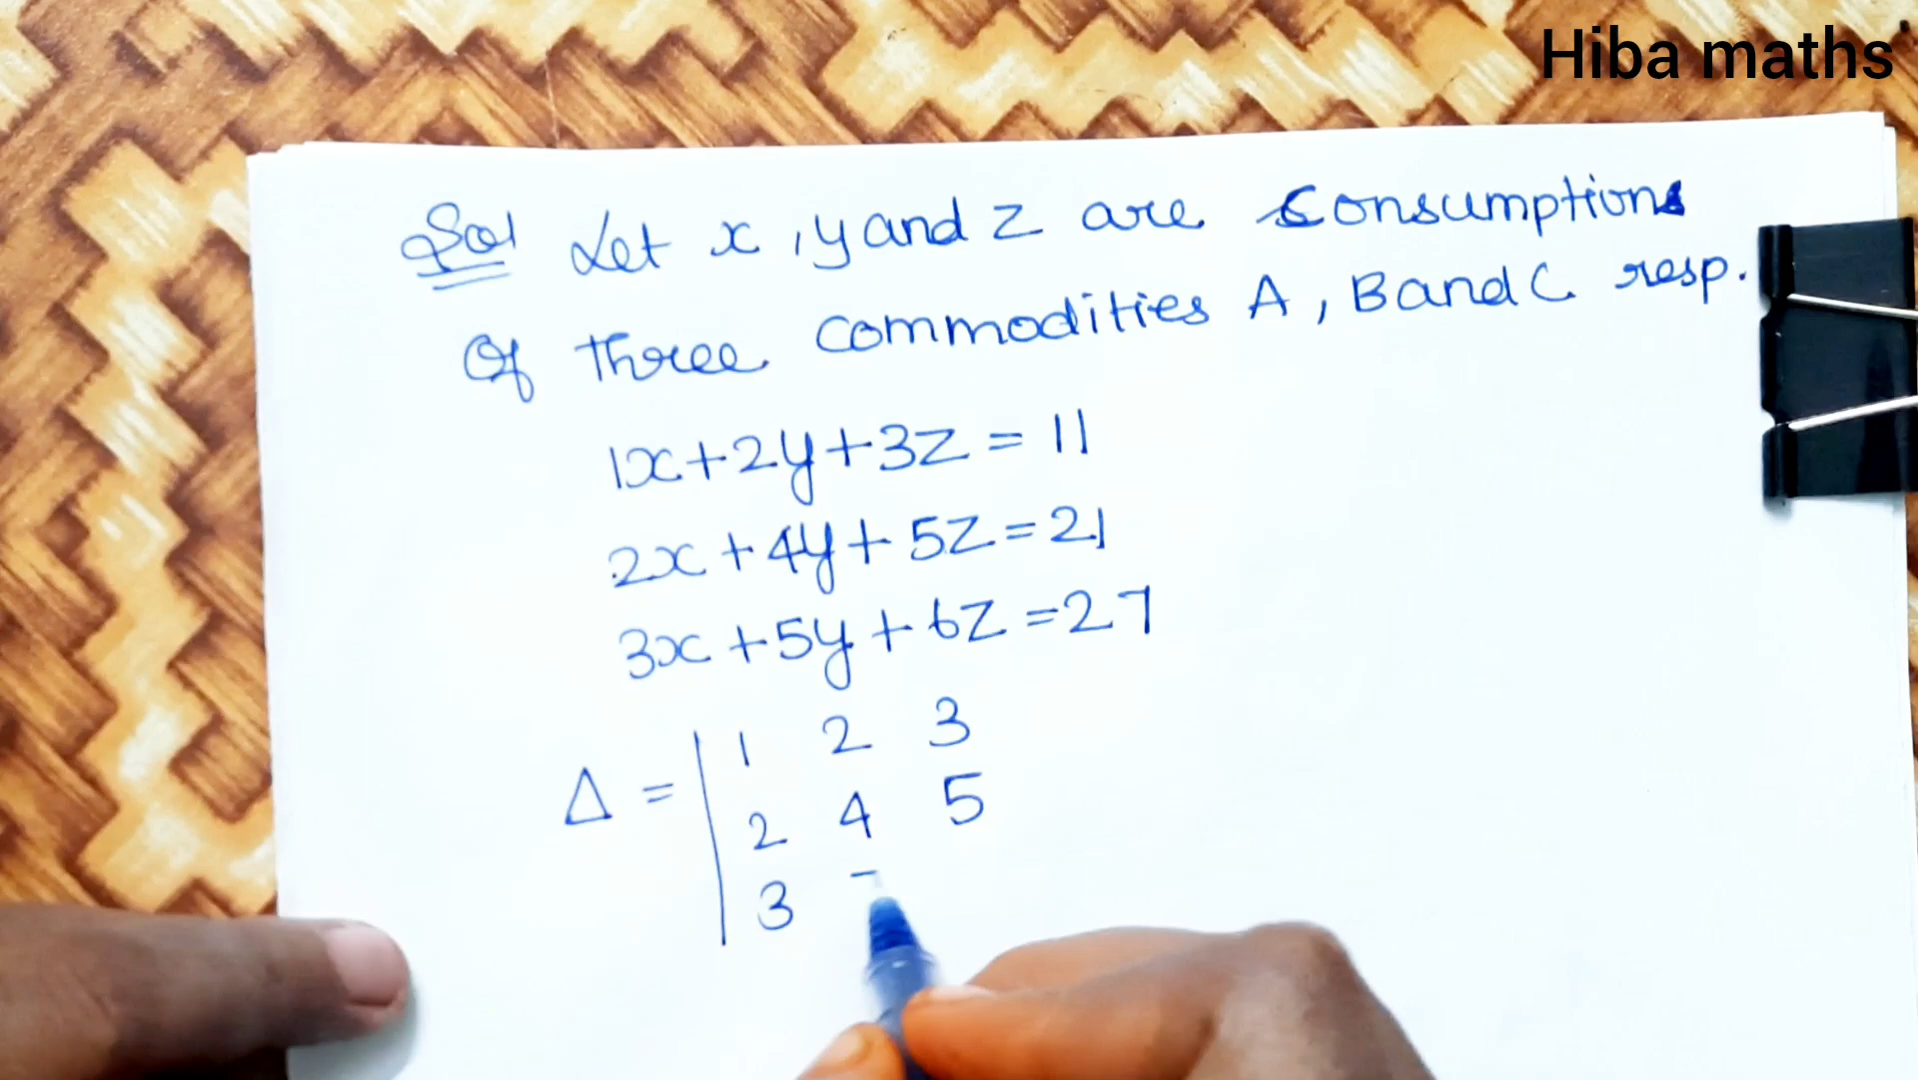 Hiba maths
Sol Let x, y and z are Consumptions
Of Three Commodities A, B and C resp.
1x+2y+3z = 11
2x+4y+5z=21
3x+5y+6z=27
Δ = | 1 2 3
2 4 5
3